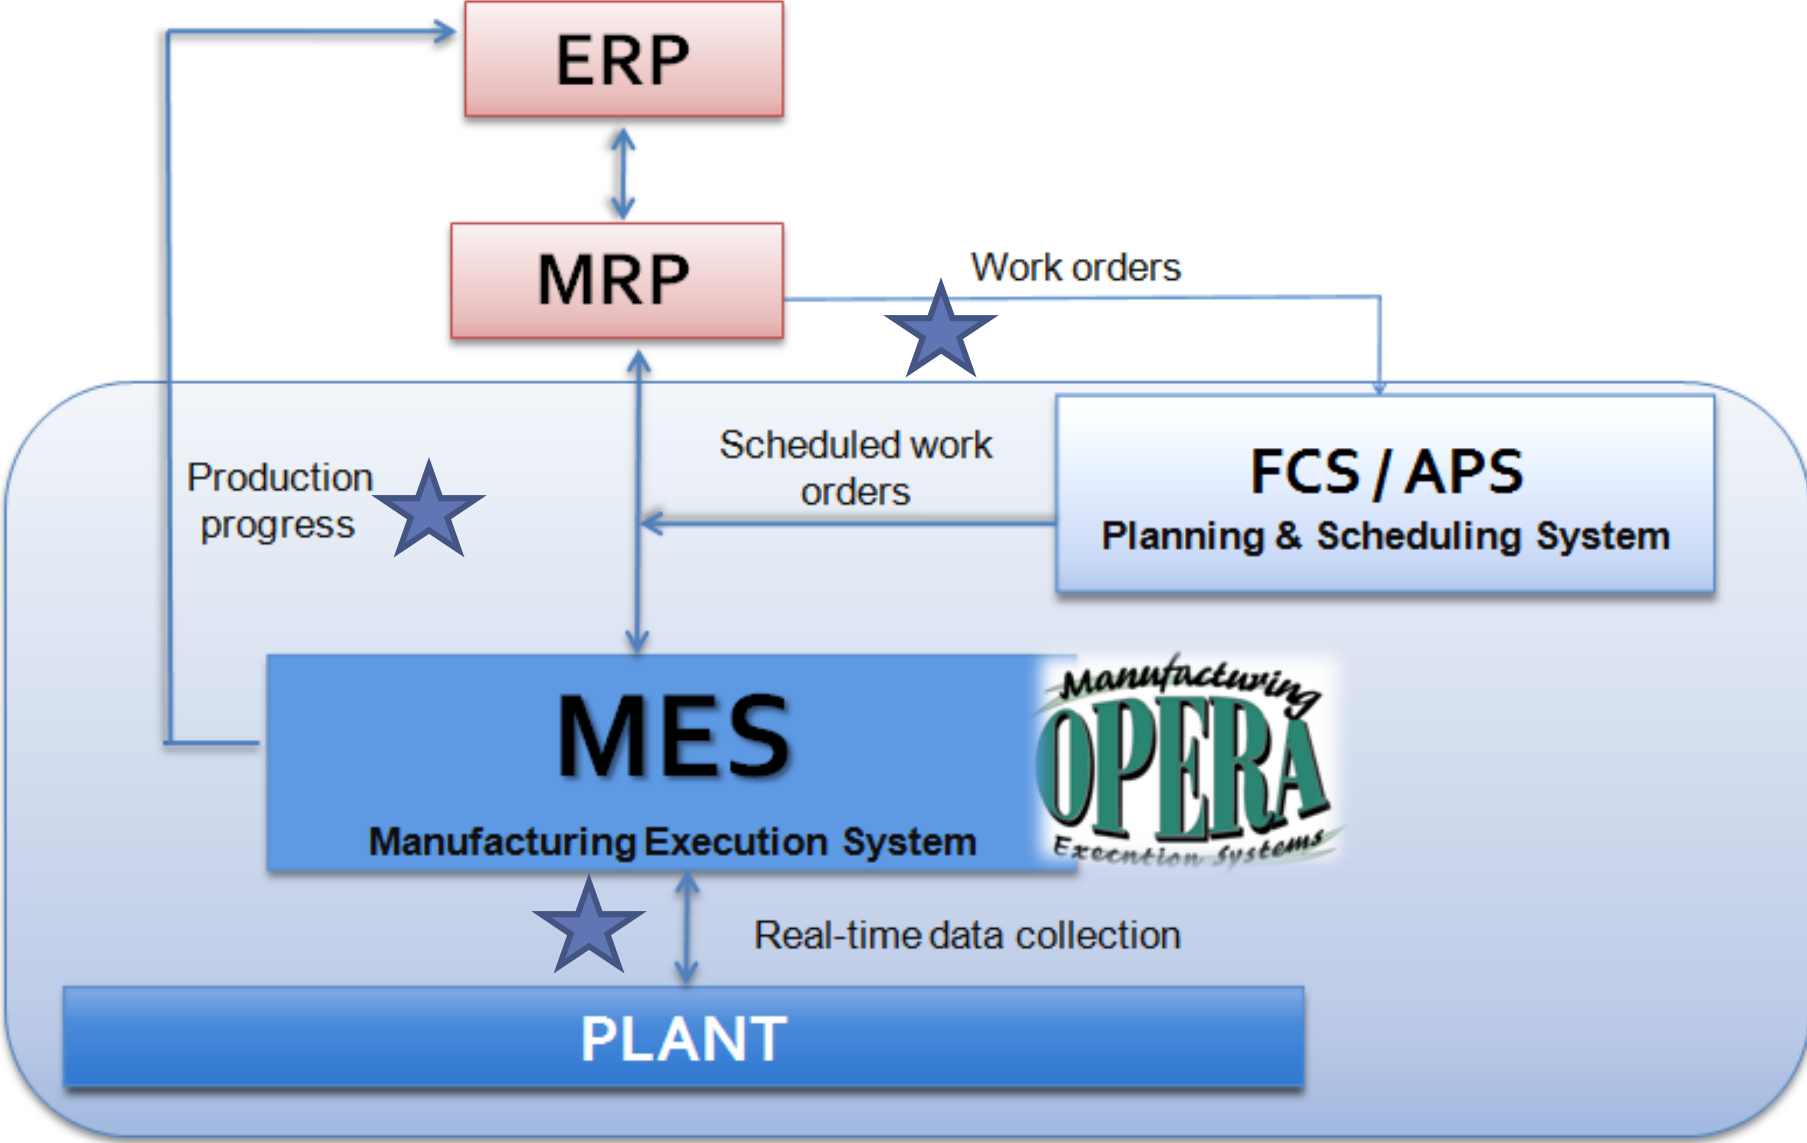 ERP
MRP
Work orders
Scheduled work
orders
FCS / APS
Planning & Scheduling System
Production
progress
MES
Manufacturing Execution System
Manufacturing
OPERA
Execution Systems
Real-time data collection
PLANT